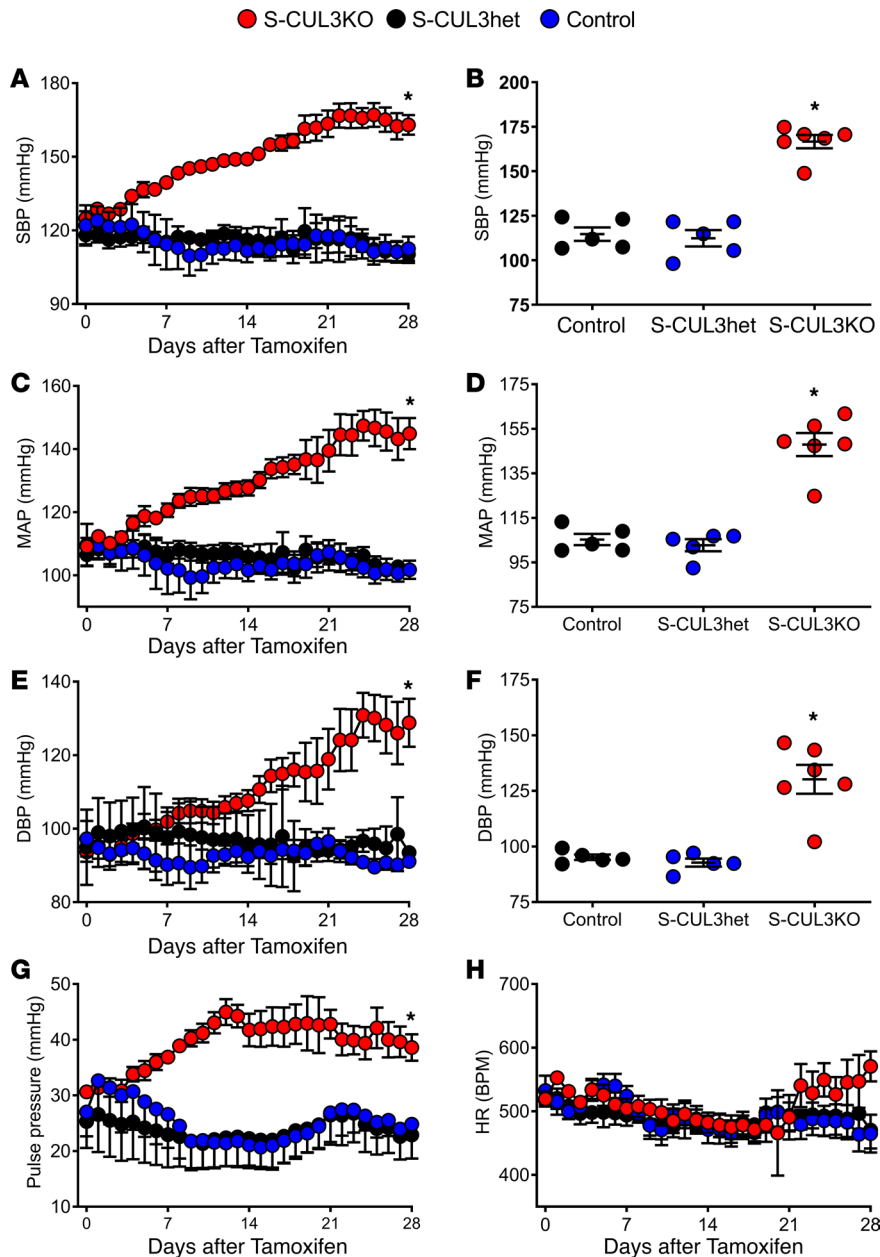 S-CUL3KO S-CUL3het Control
A
180
150
120
90
SBP (mmHg)
*
0 7 14 21 28
Days after Tamoxifen
B
200
175
150
125
100
75
SBP (mmHg)
*
Control S-CUL3het S-CUL3KO
C
160
140
120
100
MAP (mmHg)
*
0 7 14 21 28
Days after Tamoxifen
D
175
155
135
115
95
75
MAP (mmHg)
*
Control S-CUL3het S-CUL3KO
E
140
120
100
80
DBP (mmHg)
*
0 7 14 21 28
Days after Tamoxifen
F
175
150
125
100
75
DBP (mmHg)
*
Control S-CUL3het S-CUL3KO
G
50
40
30
20
10
Pulse pressure (mmHg)
*
0 7 14 21 28
Days after Tamoxifen
H
700
600
500
400
HR (BPM)
0 7 14 21 28
Days after Tamoxifen